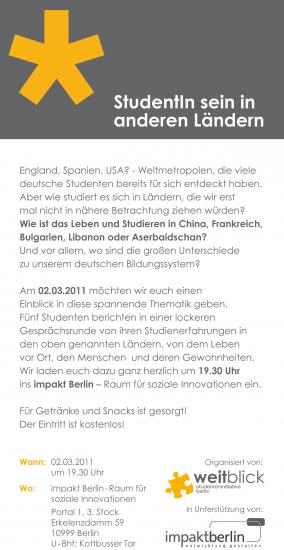 StudentIn sein in
anderen Ländern
England, Spanien, USA? - Weltmetropolen, die viele
deutsche Studenten bereits für sich entdeckt haben.
Aber wie studiert es sich in Ländern, die wir erst
mal nicht in nähere Betrachtung ziehen würden?
Wie ist das Leben und Studieren in China, Frankreich,
Bulgarien, Libanon oder Aserbaidschan?
Und vor allem, wo sind die großen Unterschiede
zu unserem deutschen Bildungssystem?
Am 02.03.2011 möchten wir euch einen
Einblick in diese spannende Thematik geben.
Fünf Studenten berichten in einer lockeren
Gesprächsrunde von ihren Studienerfahrungen in
den oben genannten Ländern, von dem Leben
vor Ort, den Menschen und deren Gewohnheiten.
Wir laden euch dazu ganz herzlich um 19.30 Uhr
ins impakt Berlin – Raum für soziale Innovationen ein.
Für Getränke und Snacks ist gesorgt!
Der Eintritt ist kostenlos!
Wann: 02.03.2011
um 19.30 Uhr
Wo: impakt Berlin - Raum für
soziale Innovationen
Portal 1, 3. Stock
Erkelenzdamm 59
10999 Berlin
U-Bhf: Kottbusser Tor
Organisiert von:
weitblick
studenteninitiative
berlin
In Unterstützung von:
impaktberlin
entwicklung gestalten